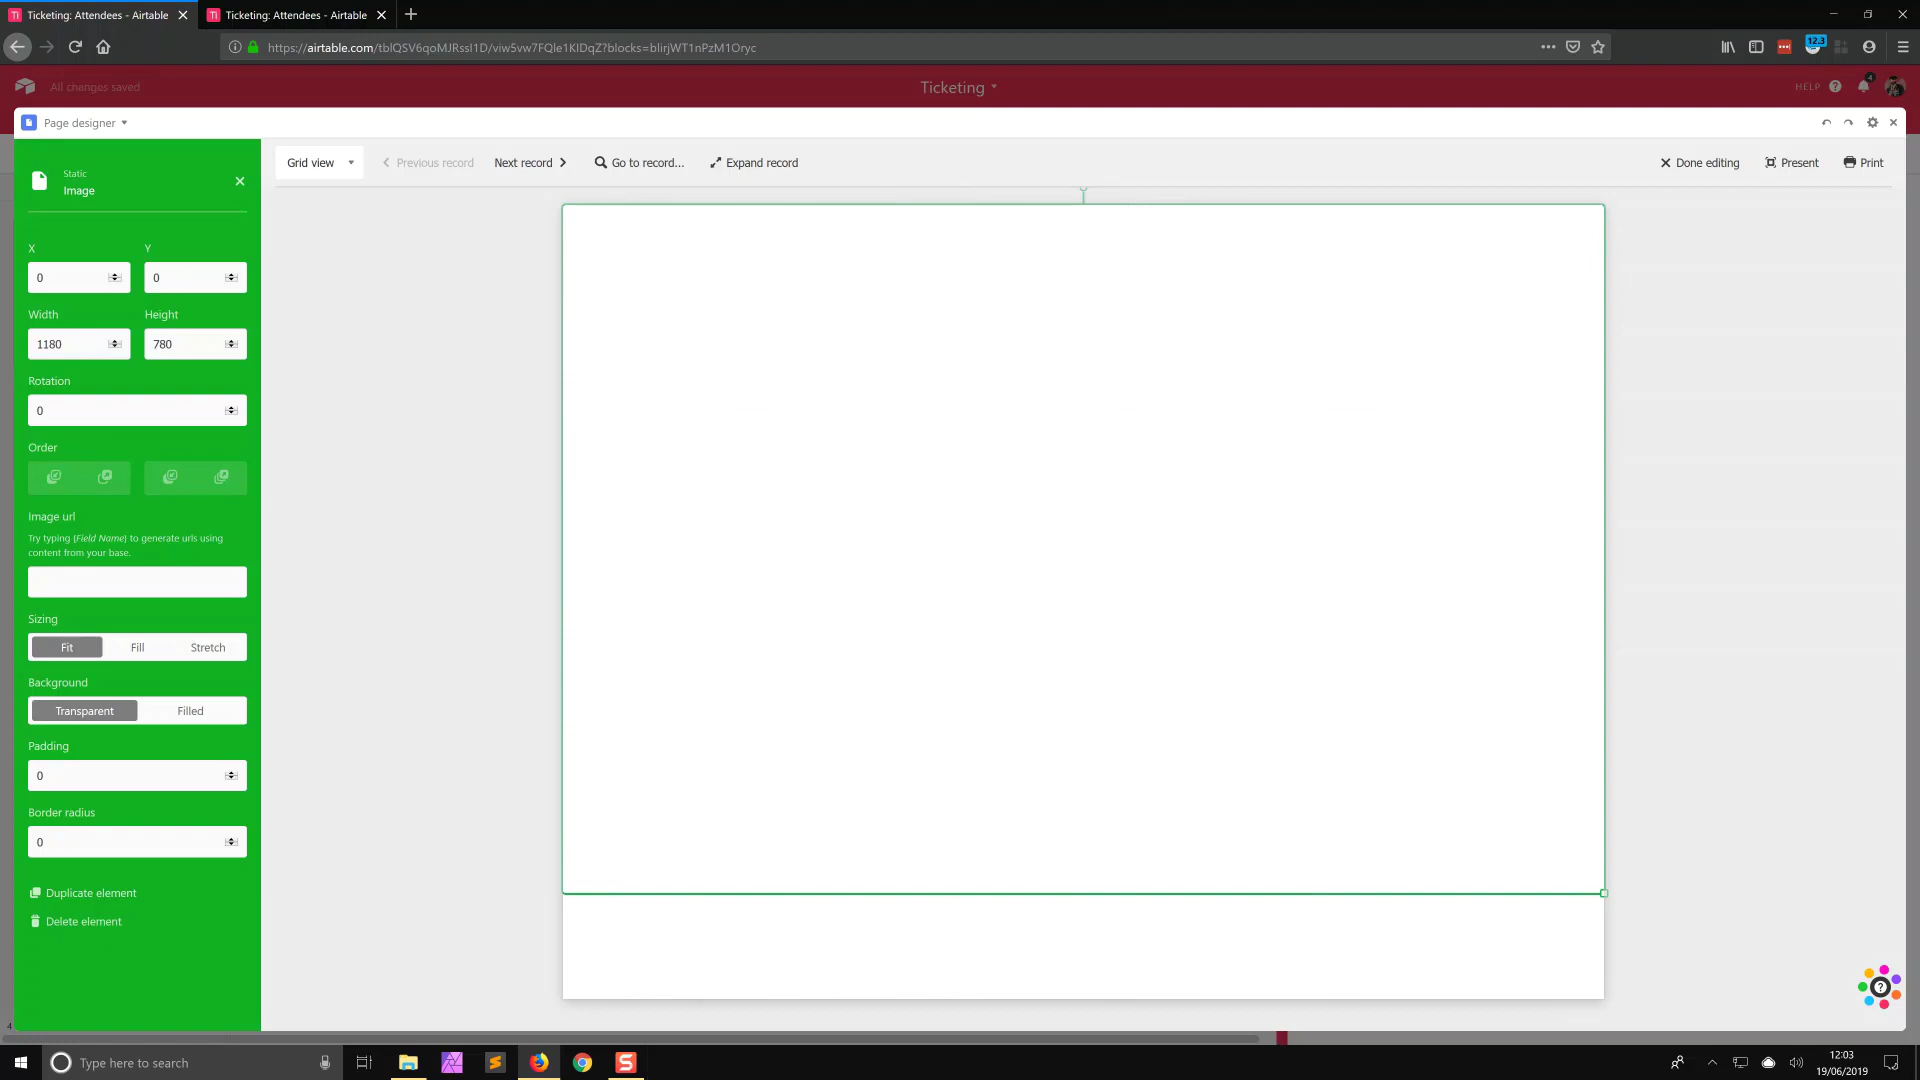 Ticketing: Attendees - Airtable
Ticketing: Attendees - Airtable
https://airtable.com/tblQSV6qoMJRssI1D/viw5vw7FQle1KIDqZ?blocks=blirjWT1nPzM1Oryc
12.3
All changes saved
Ticketing
HELP
4
Page designer
Static
Image
Grid view
Previous record
Next record
Go to record...
Expand record
Done editing
Present
Print
X
Y
0
0
Width
Height
1180
780
Rotation
0
Order
Image url
Try typing {Field Name} to generate urls using
content from your base.
Sizing
Fit
Fill
Stretch
Background
Transparent
Filled
Padding
0
Border radius
0
Duplicate element
Delete element
4
Type here to search
12:03
19/06/2019